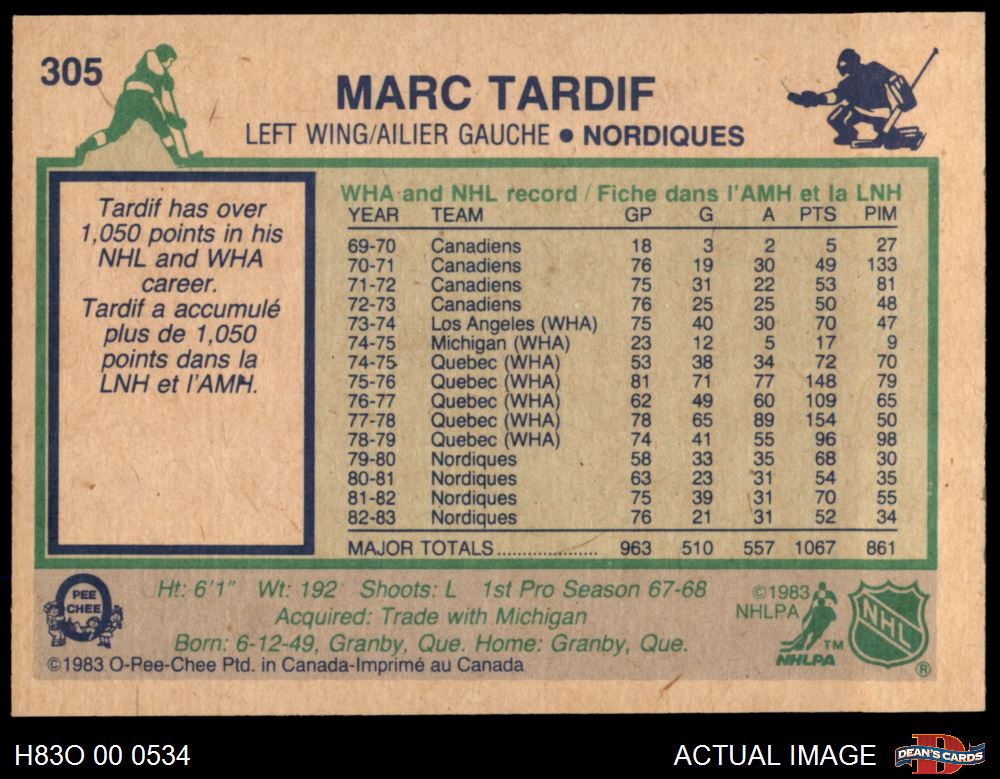 305
MARC TARDIF
LEFT WING/AILIER GAUCHE • NORDIQUES
Tardif has over
1,050 points in his
NHL and WHA
career.
Tardif a accumulé
plus de 1,050
points dans la
LNH et l'AMH.
WHA and NHL record / Fiche dans l'AMH et la LNH
YEAR TEAM GP G A PTS PIM
69-70 Canadiens 18 3 2 5 27
70-71 Canadiens 76 19 30 49 133
71-72 Canadiens 75 31 22 53 81
72-73 Canadiens 76 25 25 50 48
73-74 Los Angeles (WHA) 75 40 30 70 47
74-75 Michigan (WHA) 23 12 5 17 9
74-75 Quebec (WHA) 53 38 34 72 70
75-76 Quebec (WHA) 81 71 77 148 79
76-77 Quebec (WHA) 62 49 60 109 65
77-78 Quebec (WHA) 78 65 89 154 50
78-79 Quebec (WHA) 74 41 55 96 98
79-80 Nordiques 58 33 35 68 30
80-81 Nordiques 63 23 31 54 35
81-82 Nordiques 75 39 31 70 55
82-83 Nordiques 76 21 31 52 34
MAJOR TOTALS.................. 963 510 557 1067 861
PEE
CHEE
Ht: 6'1" Wt: 192 Shoots: L 1st Pro Season 67-68
Acquired: Trade with Michigan
Born: 6-12-49, Granby, Que. Home: Granby, Que.
©1983 O-Pee-Chee Ptd. in Canada-Imprimé au Canada
©1983
NHLPA
TM
NHLPA
NHL
®
H83O 00 0534
ACTUAL IMAGE
D
DEAN'S CARDS